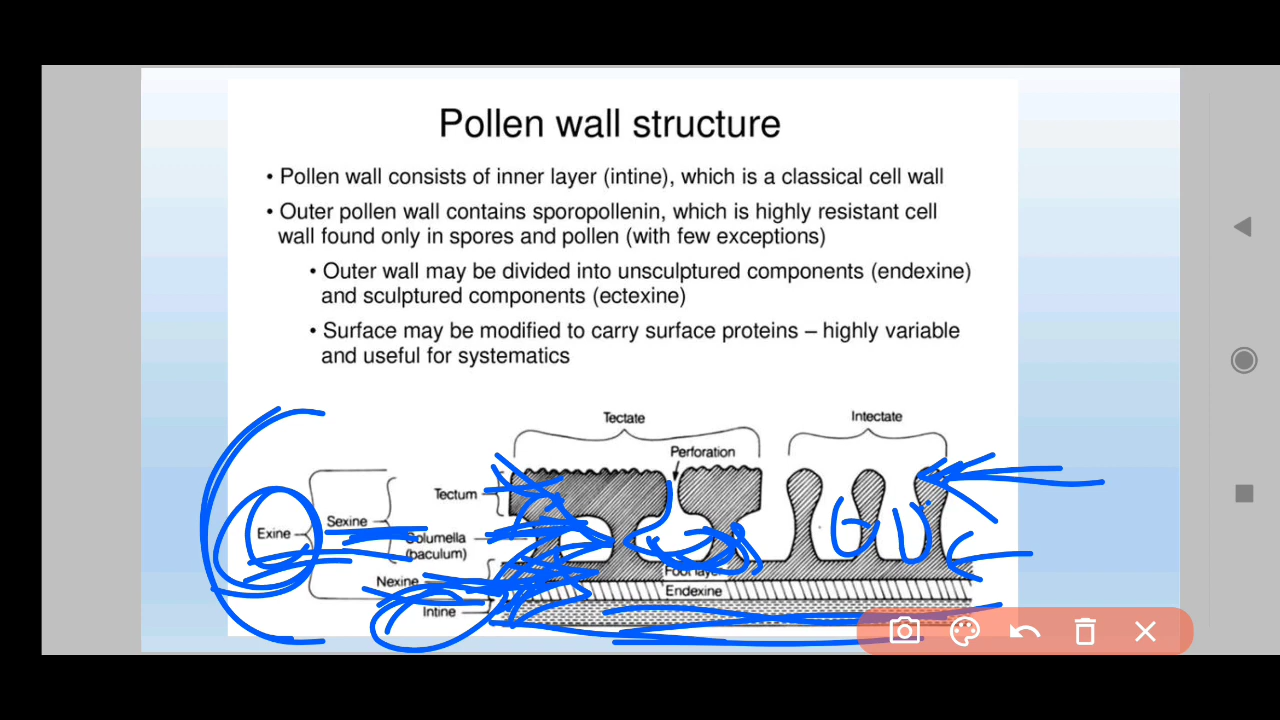 Pollen wall structure
• Pollen wall consists of inner layer (intine), which is a classical cell wall
• Outer pollen wall contains sporopollenin, which is highly resistant cell
wall found only in spores and pollen (with few exceptions)
• Outer wall may be divided into unsculptured components (endexine)
and sculptured components (ectexine)
• Surface may be modified to carry surface proteins – highly variable
and useful for systematics
Tectate
Intectate
Perforation
Tectum
Sexine
Exine
Columella
(baculum)
Foot layer
Nexine
Endexine
Intine